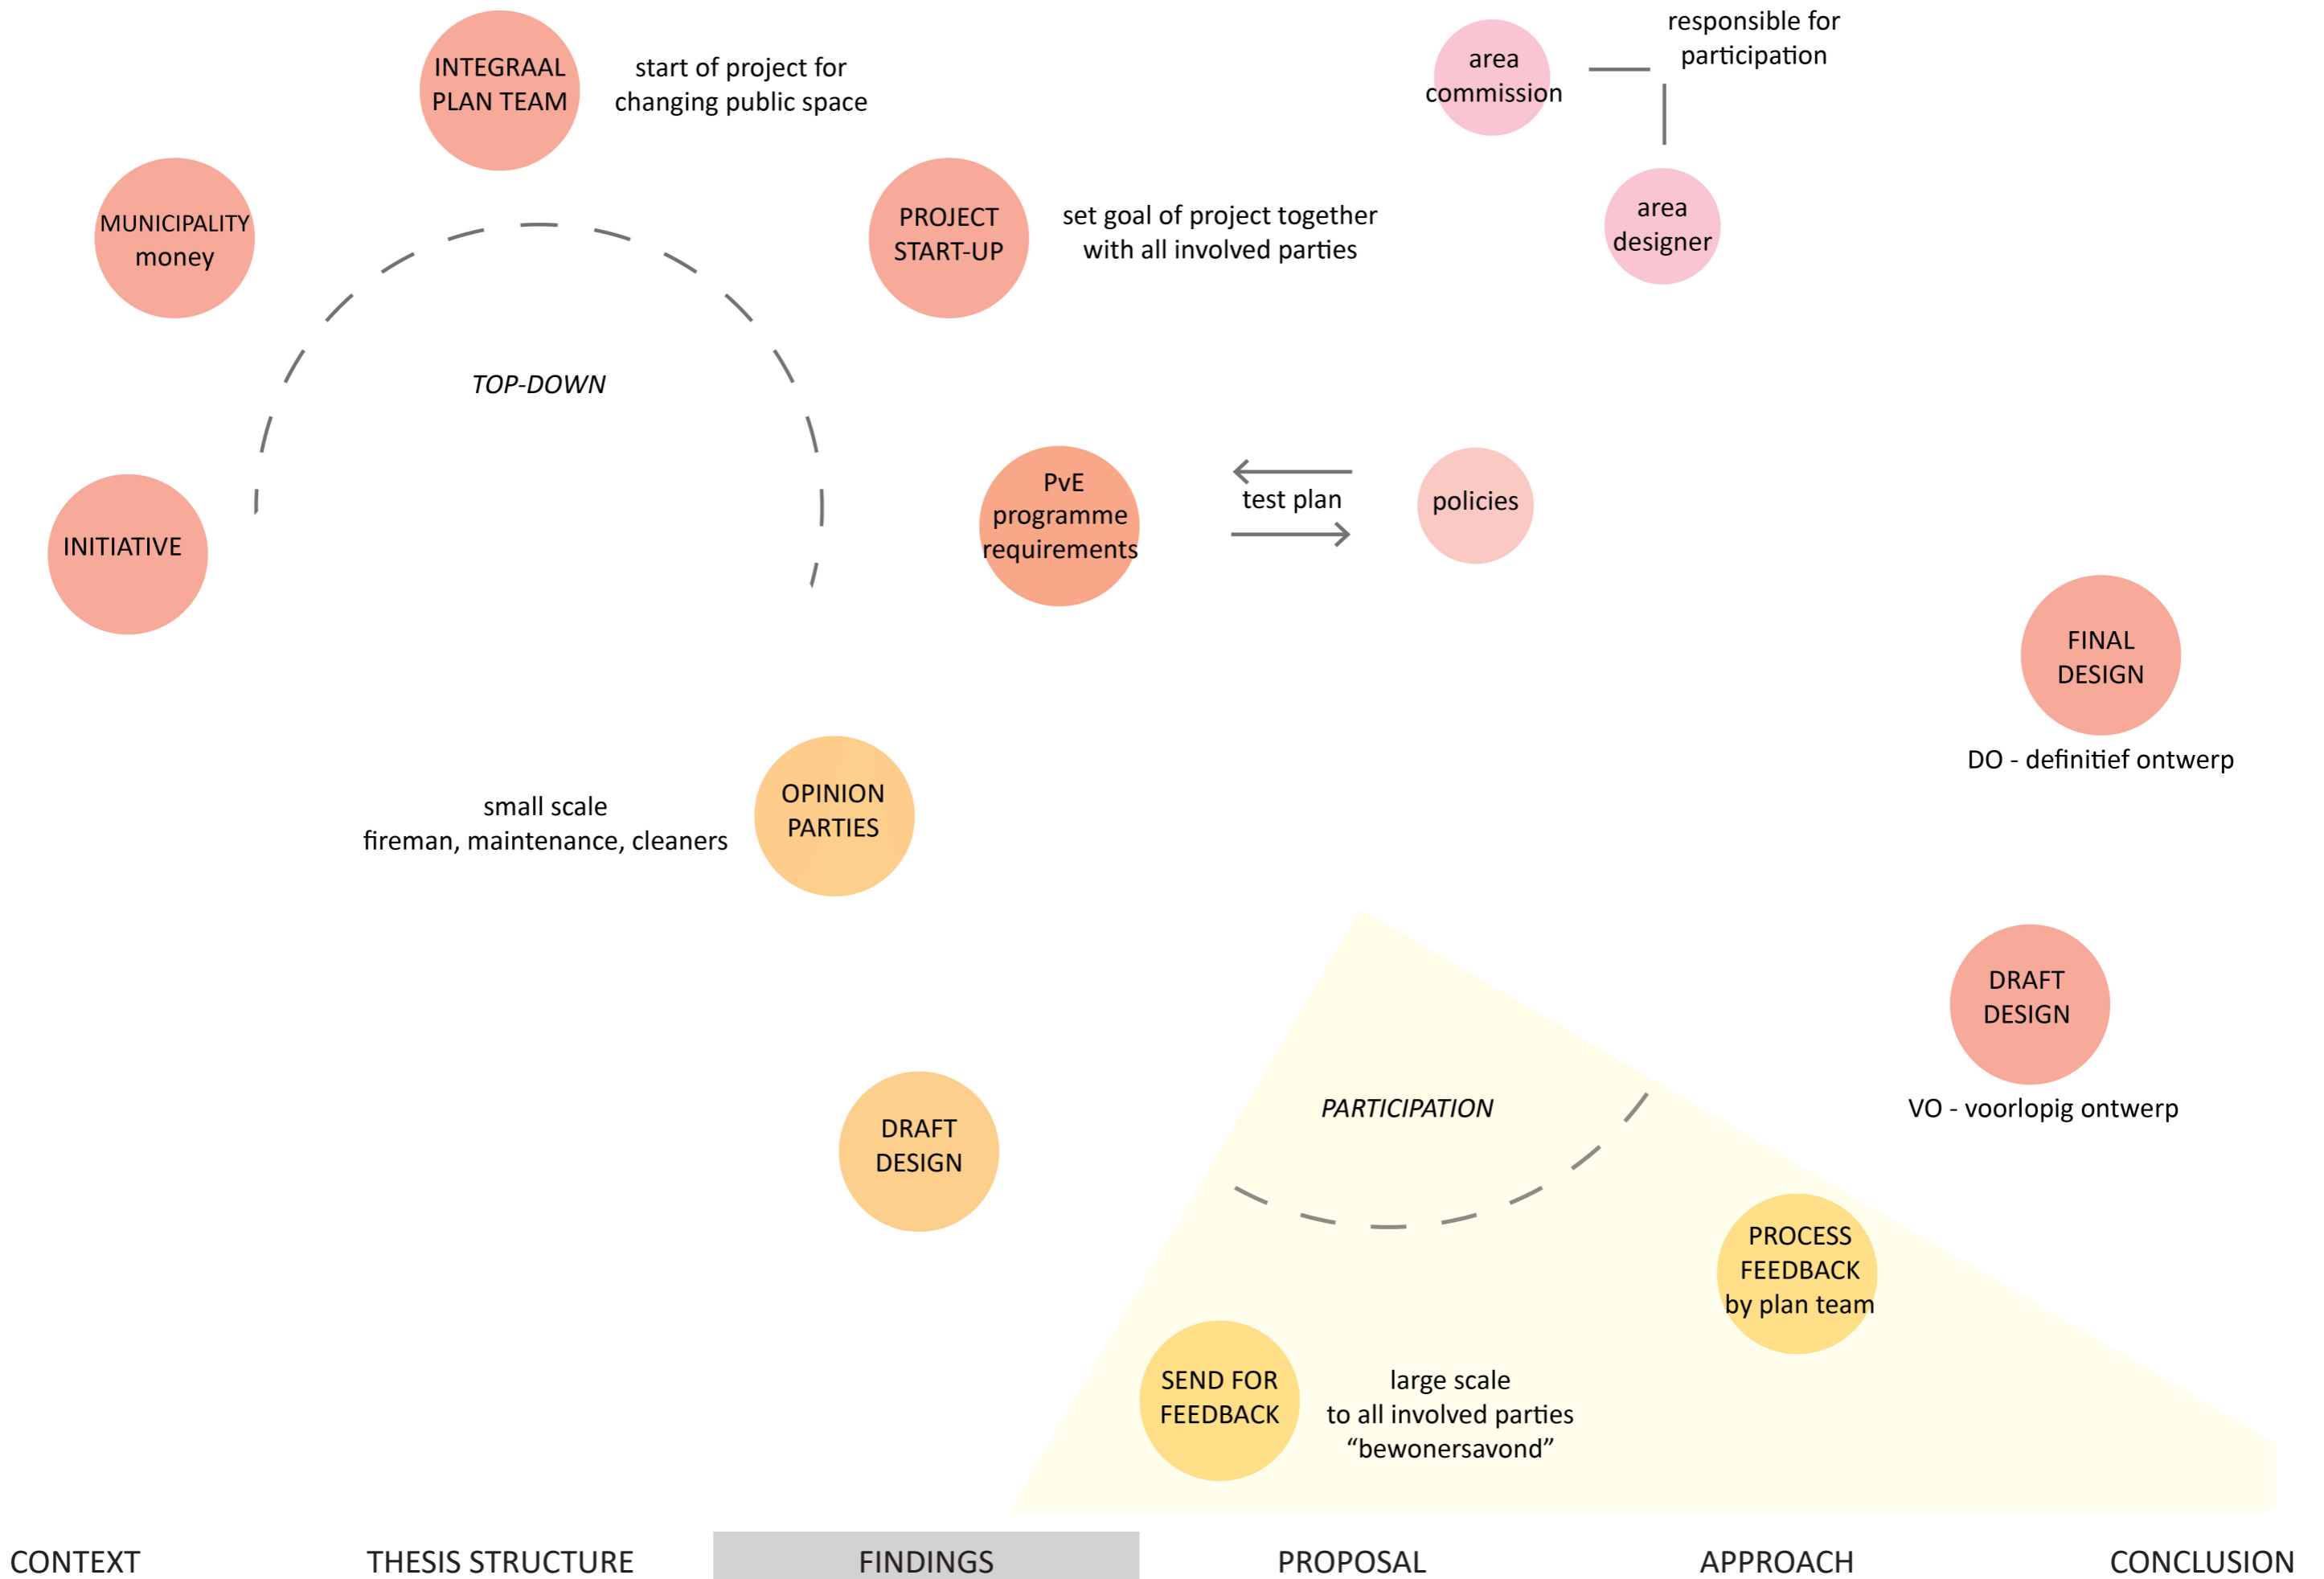 INTEGRAAL
PLAN TEAM
start of project for
changing public space
area
commission
responsible for
participation
MUNICIPALITY
money
PROJECT
START-UP
set goal of project together
with all involved parties
area
designer
TOP-DOWN
INITIATIVE
PvE
programme
requirements
test plan
policies
FINAL
DESIGN
DO - definitief ontwerp
small scale
fireman, maintenance, cleaners
OPINION
PARTIES
DRAFT
DESIGN
VO - voorlopig ontwerp
PARTICIPATION
DRAFT
DESIGN
PROCESS
FEEDBACK
by plan team
SEND FOR
FEEDBACK
large scale
to all involved parties
“bewonersavond”
CONTEXT
THESIS STRUCTURE
FINDINGS
PROPOSAL
APPROACH
CONCLUSION